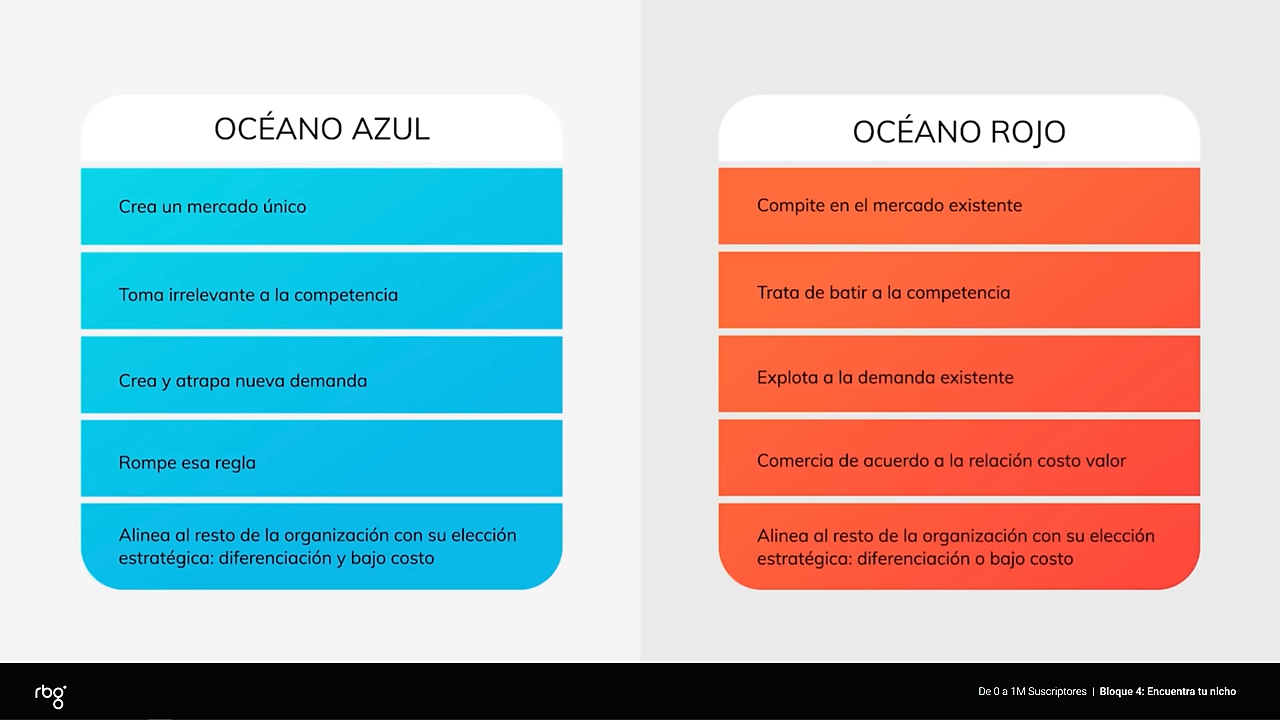 OCÉANO AZUL
Crea un mercado único
Toma irrelevante a la competencia
Crea y atrapa nueva demanda
Rompe esa regla
Alinea al resto de la organización con su elección
estratégica: diferenciación y bajo costo
OCÉANO ROJO
Compite en el mercado existente
Trata de batir a la competencia
Explota a la demanda existente
Comercia de acuerdo a la relación costo valor
Alinea al resto de la organización con su elección
estratégica: diferenciación o bajo costo
rbg
De 0 a 1M Suscriptores | Bloque 4: Encuentra tu nicho